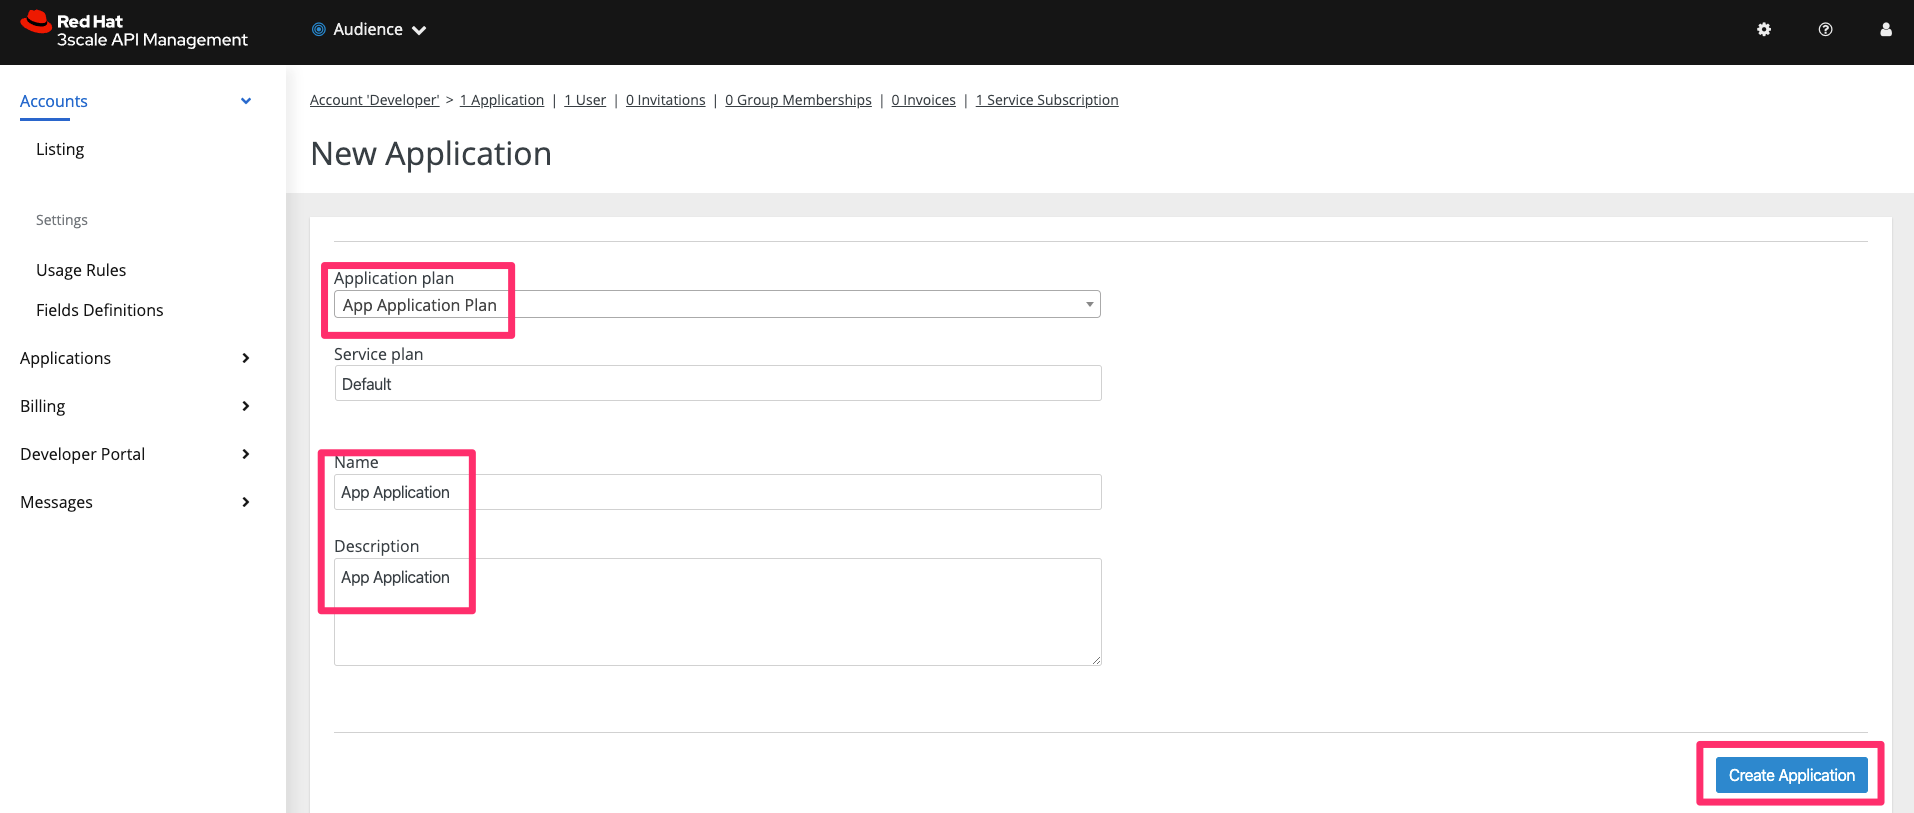 Red Hat
3scale API Management
Audience
Accounts
Listing
Settings
Usage Rules
Fields Definitions
Applications
Billing
Developer Portal
Messages
Account 'Developer' > 1 Application | 1 User | 0 Invitations | 0 Group Memberships | 0 Invoices | 1 Service Subscription
New Application
Application plan
App Application Plan
Service plan
Default
Name
App Application
Description
App Application
Create Application